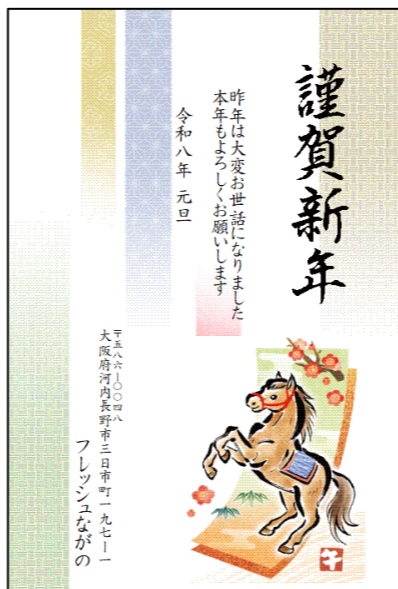 謹賀新年
昨年は大変お世話になりました
本年もよろしくお願いします
令和八年 元旦
〒五八六ー〇〇四八
大阪府河内長野市三日市町一九七ー一
フレッシュながの
午